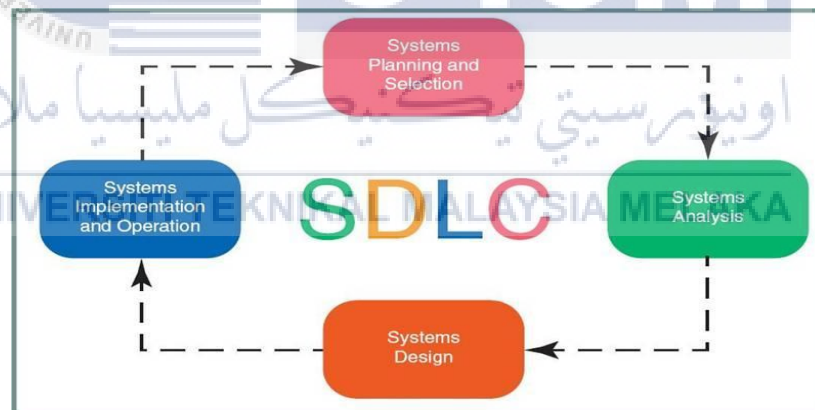 Systems
Planning and
Selection
اونيۏرسيتي تيكنيكل مليسيا ملا
Systems
Implementation
and Operation
SDLC
Systems
Analysis
UNIVERSITI TEKNIKAL MALAYSIA MELAKA
Systems
Design